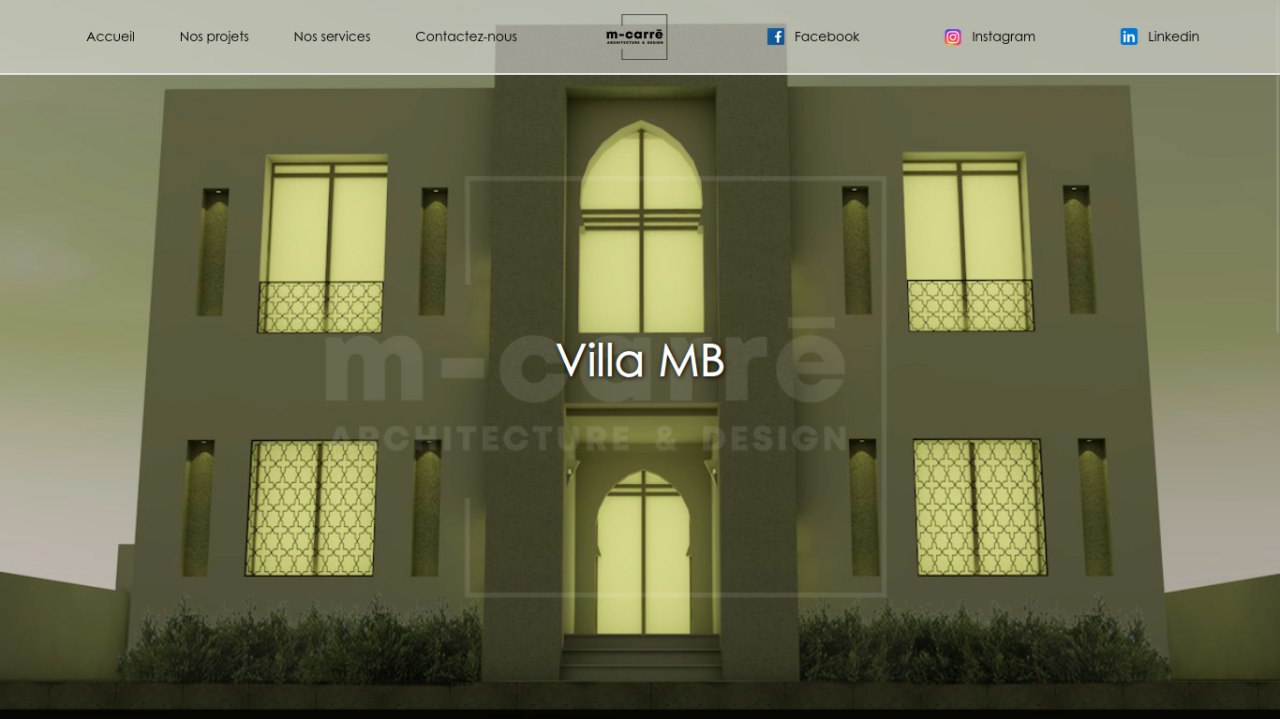 Accueil
Nos projets
Nos services
Contactez-nous
m-carrē
ARCHITECTURE & DESIGN
Facebook
Instagram
Linkedin
Villa MB
m-carrē
ARCHITECTURE & DESIGN